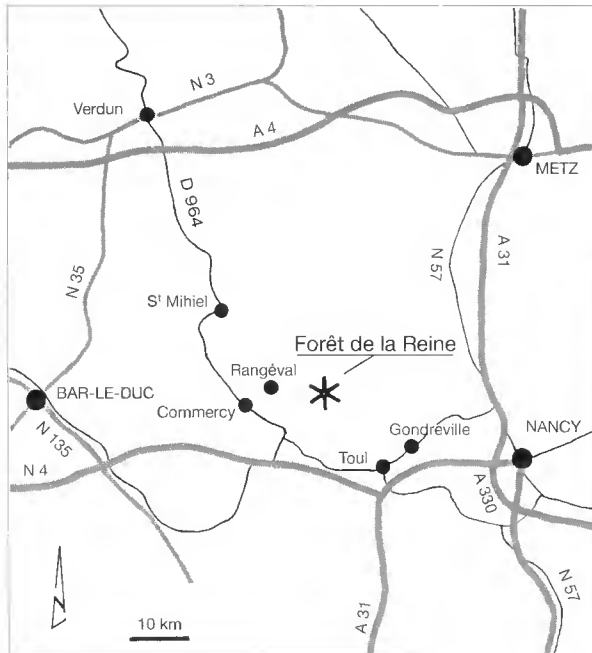 N 3
Verdun
A 4
METZ
D 964
N 57
A 31
N 35
Sᵗ Mihiel
Forêt de la Reine
Rangéval
BAR-LE-DUC
Commercy
Gondréville
NANCY
N 135
Toul
N 4
A 330
N
A 31
N 57
10 km